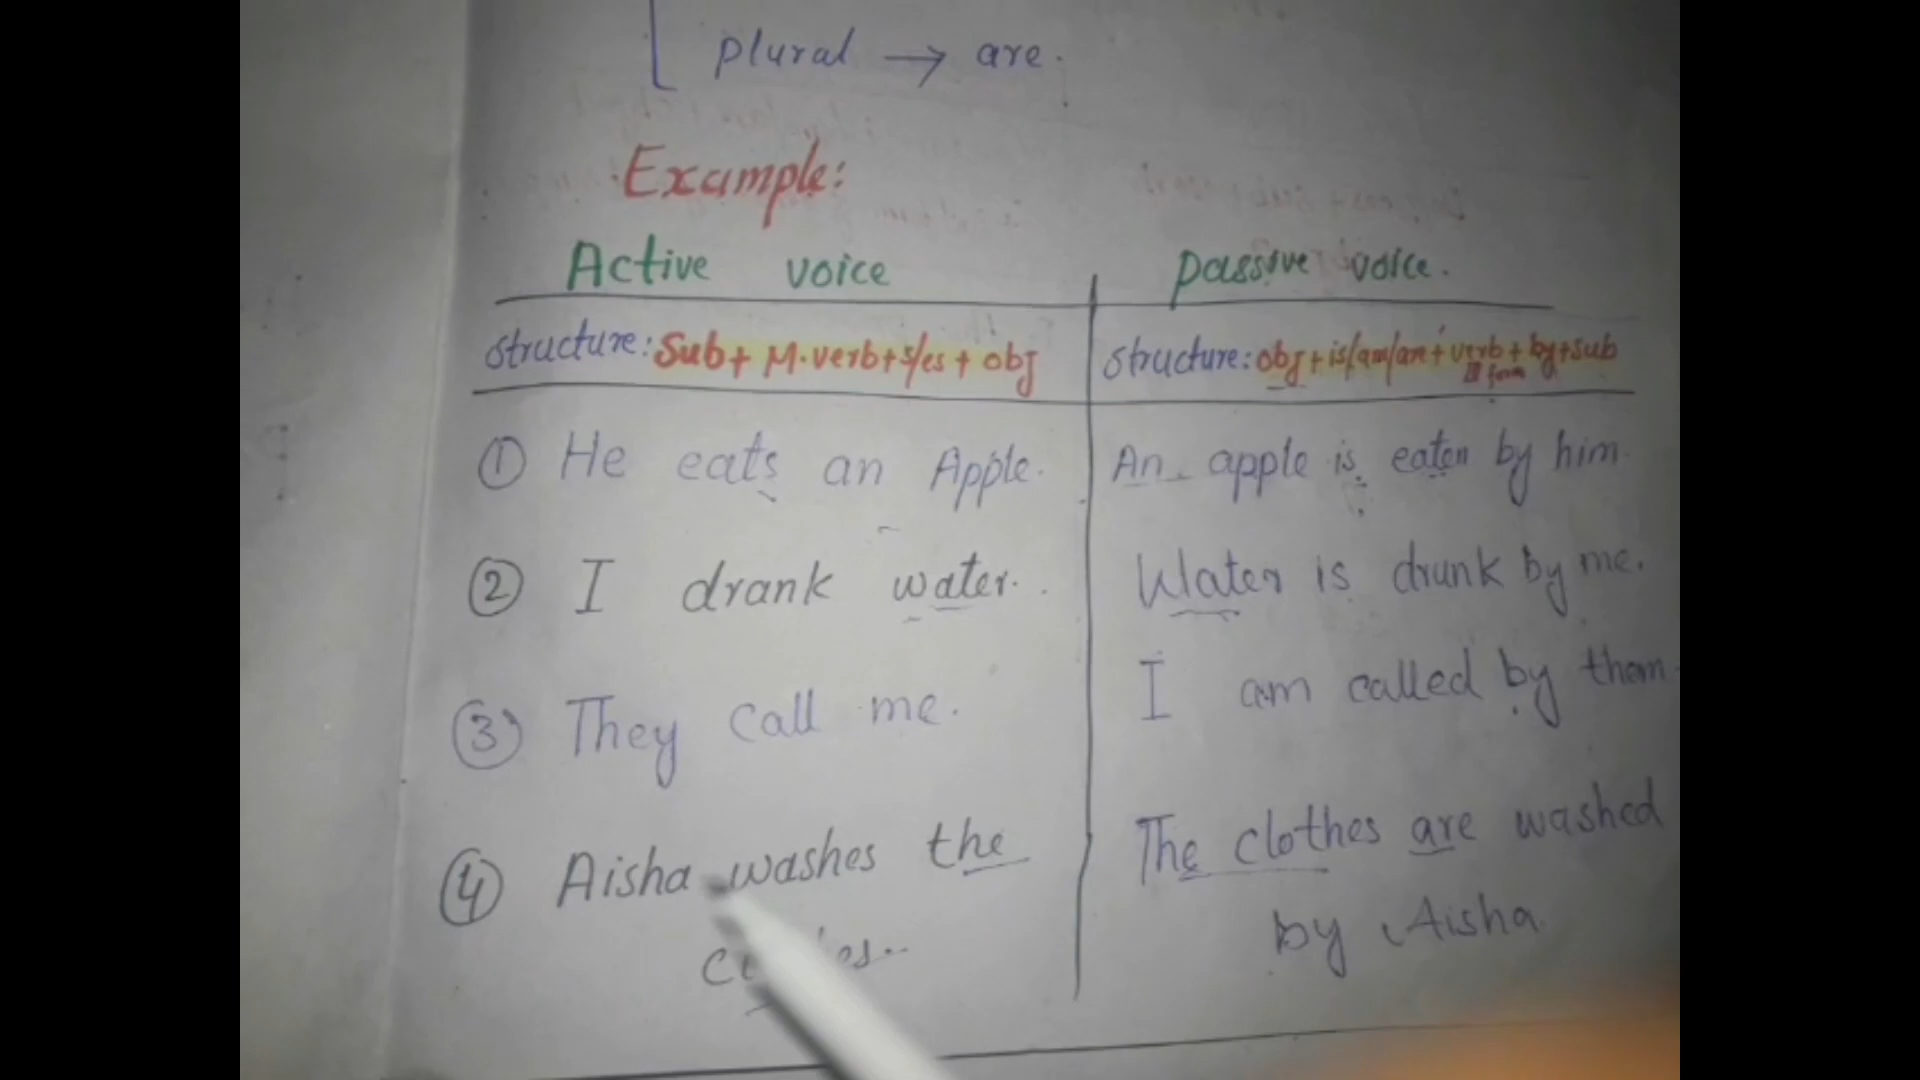 plural → are.
Example:
Active voice
passive voice.
structure: Sub + M.verb + s/es + obj
structure: obj + is/am/are + verb + by + sub
III form
① He eats an Apple.
An apple is eaten by him.
② I drank water.
Water is drunk by me.
③ They call me.
I am called by them
④ Aisha washes the
The clothes are washed
by Aisha